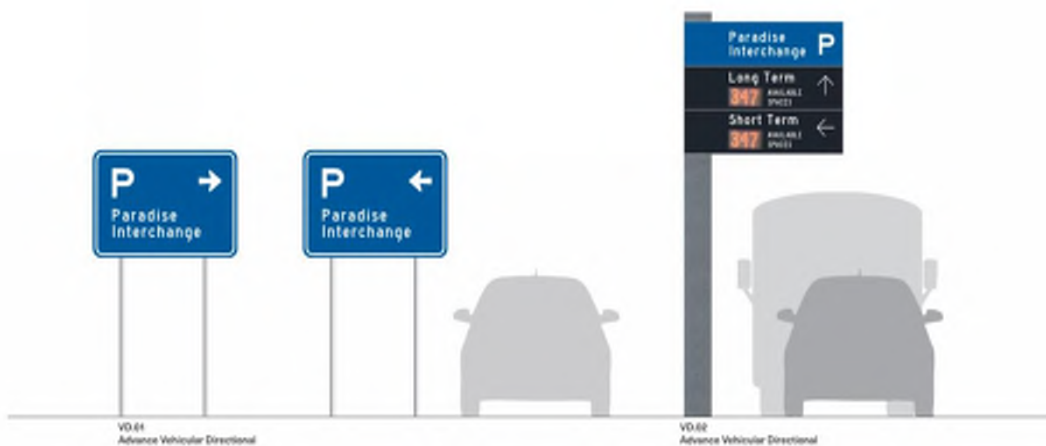 P
Paradise
Interchange
P
Paradise
Interchange
Paradise
Interchange
P
Long Term
347
AVAILABLE
SPACES
Short Term
347
AVAILABLE
SPACES
VD.01
Advance Vehicular Directional
VD.02
Advance Vehicular Directional